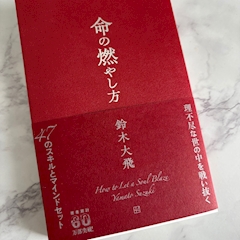 命の燃やし方
鈴木大飛
理不尽な世の中を戦い抜く
47のスキルとマインドセット
How to Let a Soul Blaze
Yamato Suzuki
60